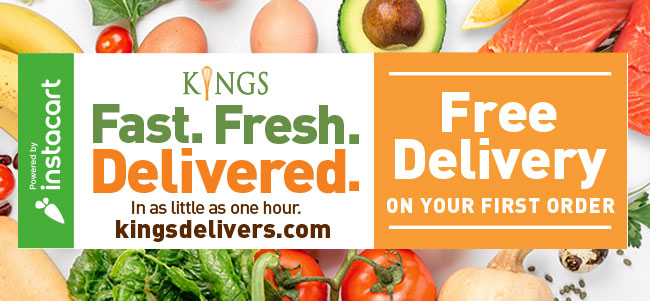 Powered by
instacart
KINGS
Fast. Fresh.
Delivered.
In as little as one hour.
kingsdelivers.com
Free
Delivery
ON YOUR FIRST ORDER